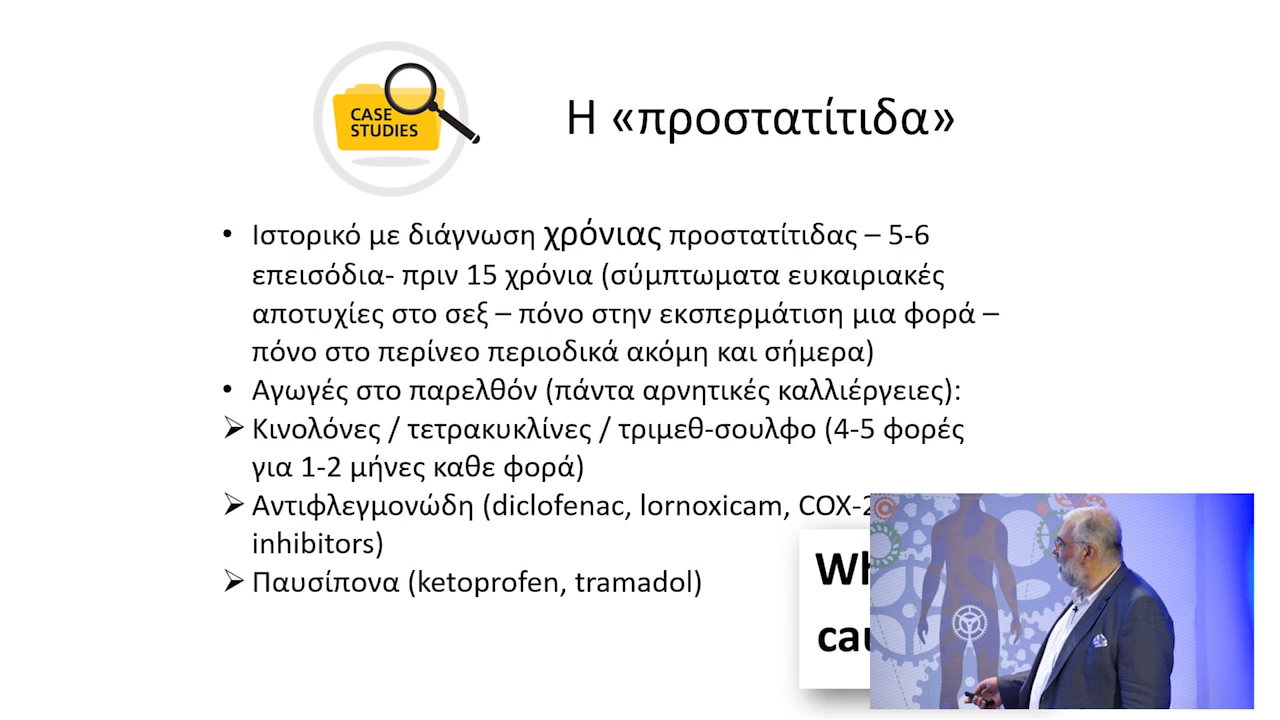 CASE
STUDIES
Η «προστατίτιδα»
• Ιστορικό με διάγνωση χρόνιας προστατίτιδας – 5-6
επεισόδια- πριν 15 χρόνια (σύμπτωματα ευκαιριακές
αποτυχίες στο σεξ – πόνο στην εκσπερμάτιση μια φορά –
πόνο στο περίνεο περιοδικά ακόμη και σήμερα)
• Αγωγές στο παρελθόν (πάντα αρνητικές καλλιέργειες):
➢ Κινολόνες / τετρακυκλίνες / τριμεθ-σουλφο (4-5 φορές
για 1-2 μήνες καθε φορά)
➢ Αντιφλεγμονώδη (diclofenac, lornoxicam, COX-2
inhibitors)
➢ Παυσίπονα (ketoprofen, tramadol)